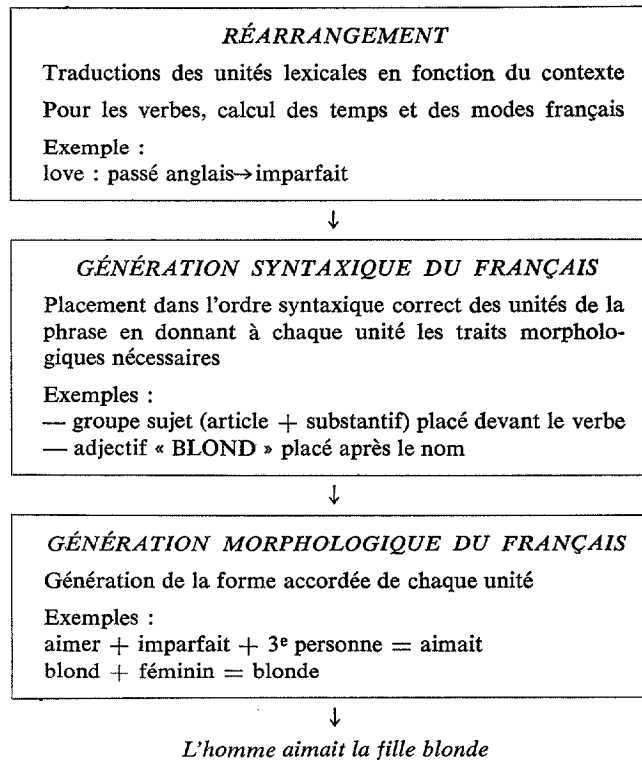 RÉARRANGEMENT
Traductions des unités lexicales en fonction du contexte
Pour les verbes, calcul des temps et des modes français
Exemple :
love : passé anglais→imparfait
↓
GÉNÉRATION SYNTAXIQUE DU FRANÇAIS
Placement dans l'ordre syntaxique correct des unités de la
phrase en donnant à chaque unité les traits morpholo-
giques nécessaires
Exemples :
— groupe sujet (article + substantif) placé devant le verbe
— adjectif « BLOND » placé après le nom
↓
GÉNÉRATION MORPHOLOGIQUE DU FRANÇAIS
Génération de la forme accordée de chaque unité
Exemples :
aimer + imparfait + 3e personne = aimait
blond + féminin = blonde
↓
L'homme aimait la fille blonde